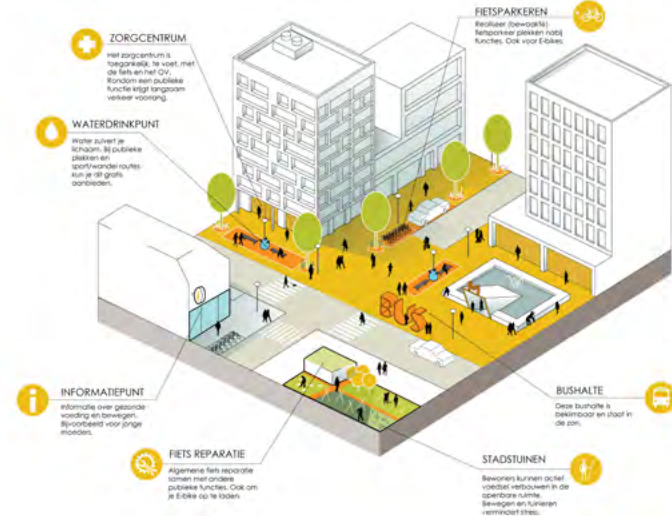 ZORGCENTRUM
Het zorgcentrum is
toegankelijk, te voet, met
de fiets en het OV.
Rondom een publieke
functie krijgt langzaam
verkeer voorrang.
FIETSPARKEREN
Realiseer (bewaakte)
fietsparkeer plekken nabij
functies. Ook voor E-bikes.
WATERDRINKPUNT
Water zuivert je
lichaam. Bij publieke
plekken en
sport/wandel routes
kun je dit gratis
aanbieden.
BUS
INFORMATIEPUNT
Informatie over gezonde
voeding en bewegen.
Bijvoorbeeld voor jonge
moeders.
BUSHALTE
Deze bushalte is
beklimbaar en staat in
de zon.
FIETS REPARATIE
Algemene fiets reparatie
samen met andere
publieke functies. Ook om
je E-bike op te laden.
STADSTUINEN
Bewoners kunnen actief
voedsel verbouwen in de
openbare ruimte.
Bewegen en tuinieren
vermindert stress.